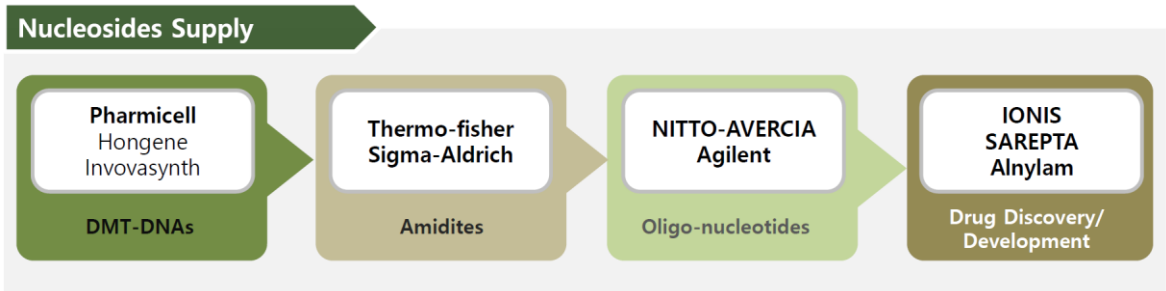 Nucleosides Supply
Pharmicell
Hongene
Invovasynth
DMT-DNAs
Thermo-fisher
Sigma-Aldrich
Amidites
NITTO-AVERCIA
Agilent
Oligo-nucleotides
IONIS
SAREPTA
Alnylam
Drug Discovery/
Development